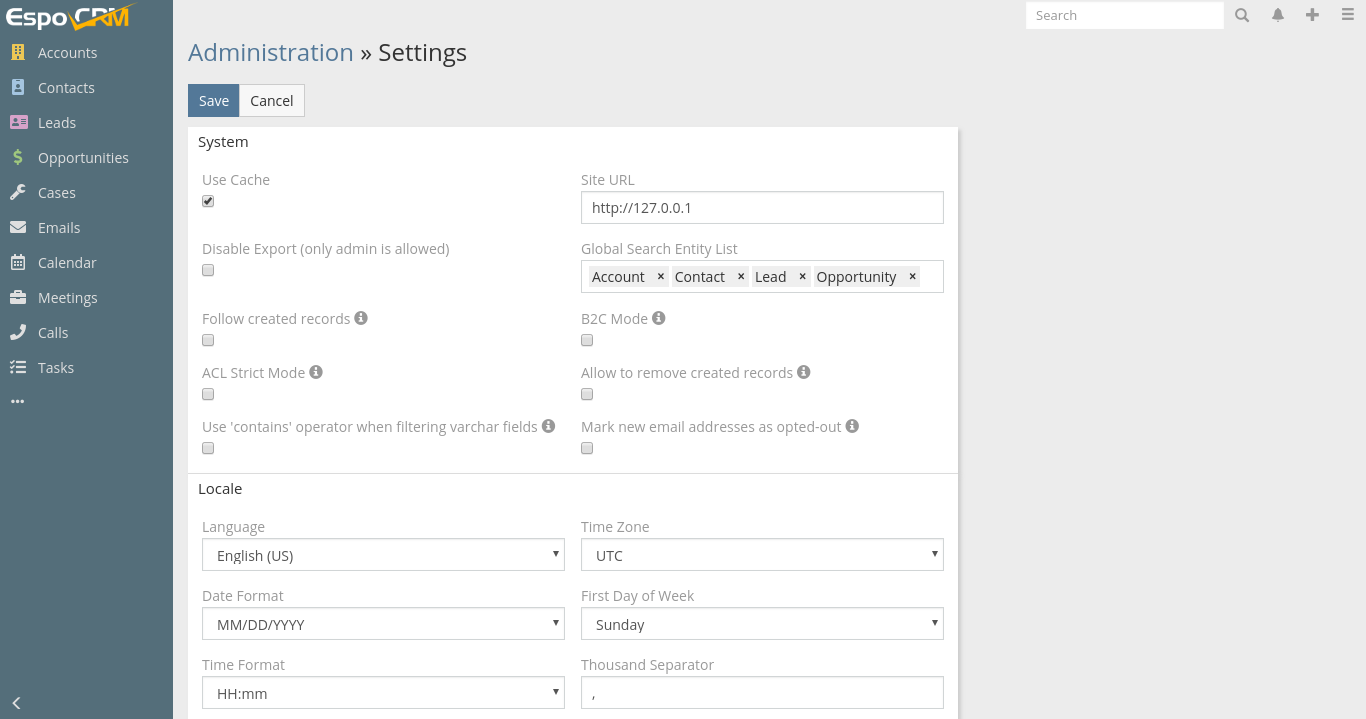 EspoCRM
Accounts
Contacts
Leads
Opportunities
Cases
Emails
Calendar
Meetings
Calls
Tasks
Search
Administration » Settings
Save Cancel
System
Use Cache
Site URL
http://127.0.0.1
Disable Export (only admin is allowed)
Global Search Entity List
Account × Contact × Lead × Opportunity ×
Follow created records
B2C Mode
ACL Strict Mode
Allow to remove created records
Use 'contains' operator when filtering varchar fields
Mark new email addresses as opted-out
Locale
Language
Time Zone
English (US)
UTC
Date Format
First Day of Week
MM/DD/YYYY
Sunday
Time Format
Thousand Separator
HH:mm
,